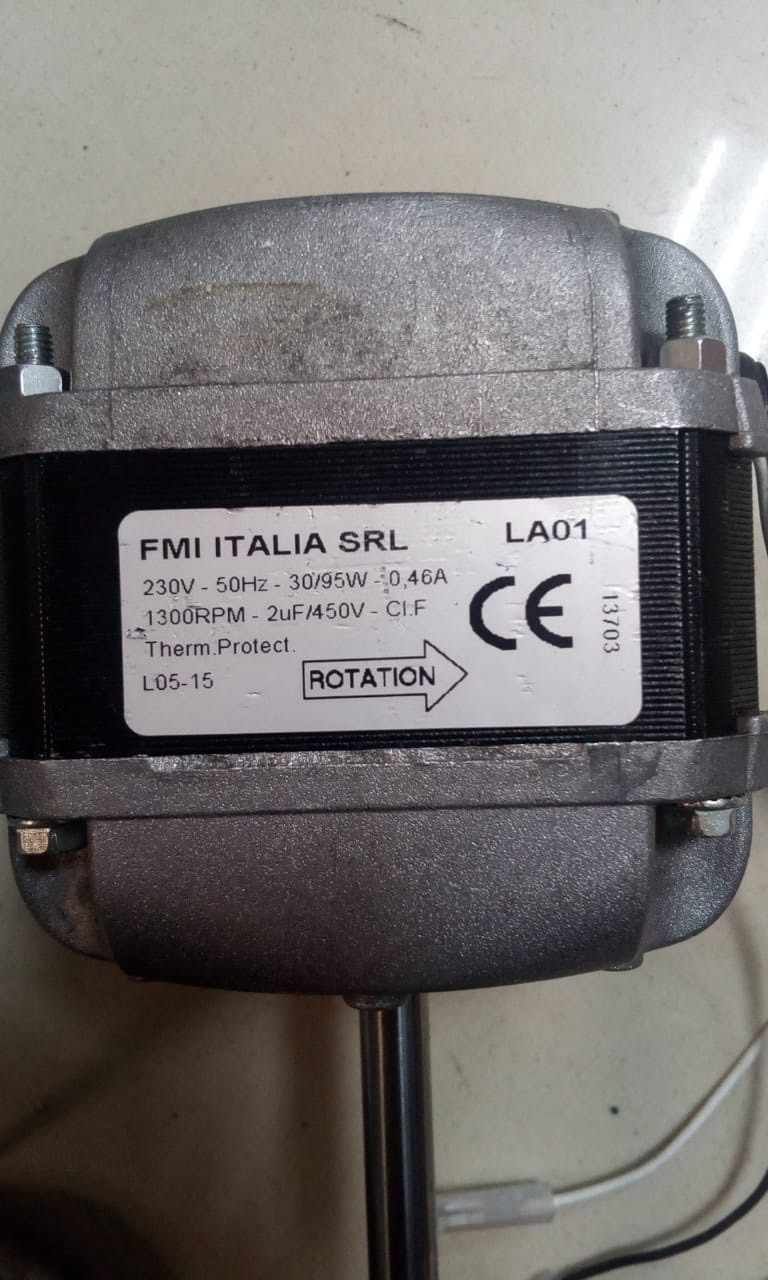 FMI ITALIA SRL LA01
230V - 50Hz - 30/95W - 0,46A
1300RPM - 2uF/450V - Cl.F
Therm.Protect.
L05-15
ROTATION
CE
13703